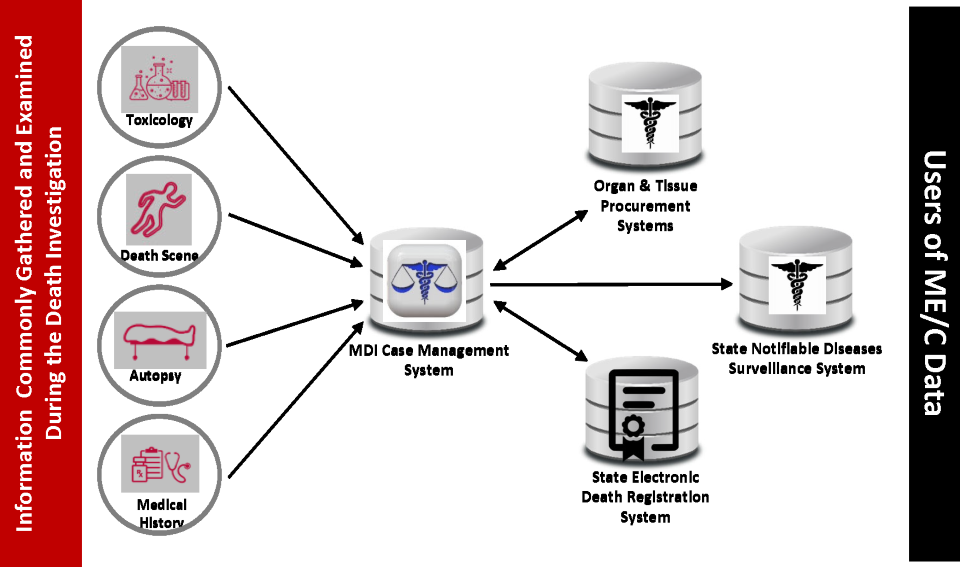 Information Commonly Gathered and Examined
During the Death Investigation
Toxicology
Death Scene
Autopsy
Medical
History
Rx
MDI Case Management
System
Organ & Tissue
Procurement
Systems
State Notifiable Diseases
Surveillance System
State Electronic
Death Registration
System
Users of ME/C Data